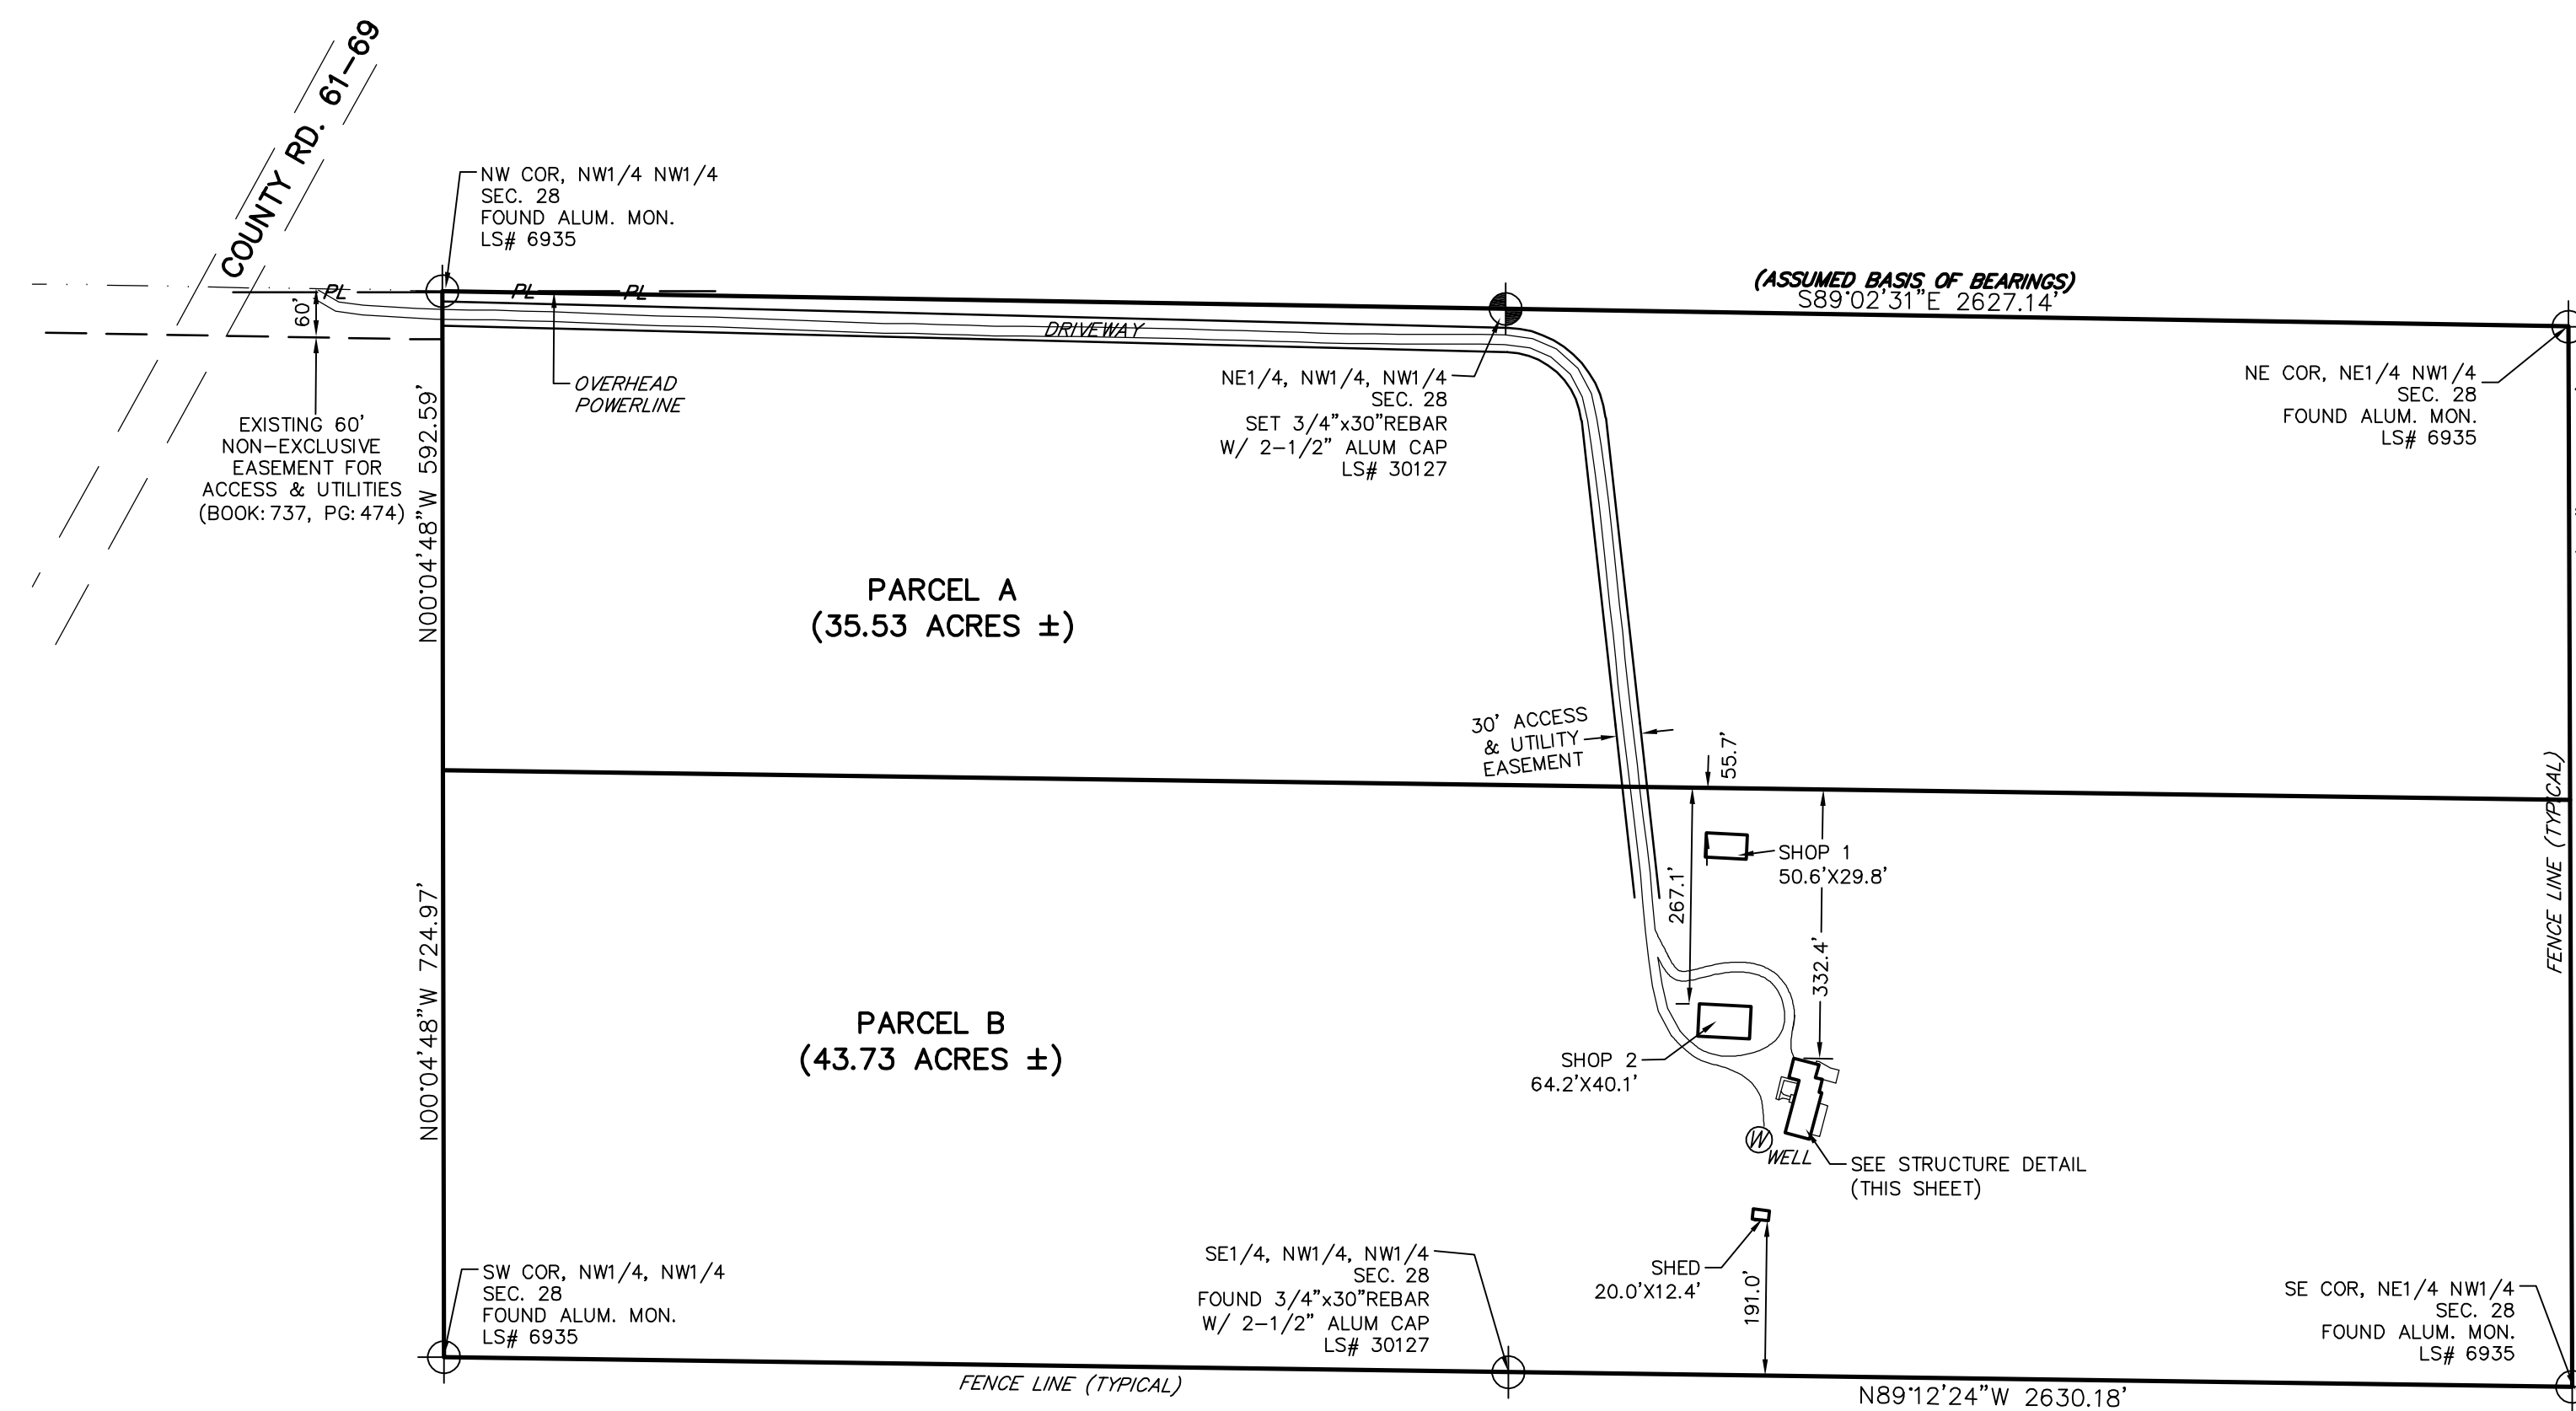 COUNTY RD. 61-69
NW COR, NW1/4 NW1/4
SEC. 28
FOUND ALUM. MON.
LS# 6935
(ASSUMED BASIS OF BEARINGS)
S89°02'31"E 2627.14'
PL
PL
PL
60'
DRIVEWAY
OVERHEAD
POWERLINE
NE1/4, NW1/4, NW1/4
SEC. 28
SET 3/4"x30"REBAR
W/ 2-1/2" ALUM CAP
LS# 30127
NE COR, NE1/4 NW1/4
SEC. 28
FOUND ALUM. MON.
LS# 6935
EXISTING 60'
NON-EXCLUSIVE
EASEMENT FOR
ACCESS & UTILITIES
(BOOK: 737, PG: 474)
N00°04'48"W 592.59'
PARCEL A
(35.53 ACRES ±)
30' ACCESS
& UTILITY
EASEMENT
55.7'
FENCE LINE (TYPICAL)
SHOP 1
50.6'X29.8'
267.1'
332.4'
N00°04'48"W 724.97'
PARCEL B
(43.73 ACRES ±)
SHOP 2
64.2'X40.1'
W
WELL
SEE STRUCTURE DETAIL
(THIS SHEET)
SHED
20.0'X12.4'
191.0'
SW COR, NW1/4, NW1/4
SEC. 28
FOUND ALUM. MON.
LS# 6935
SE1/4, NW1/4, NW1/4
SEC. 28
FOUND 3/4"x30"REBAR
W/ 2-1/2" ALUM CAP
LS# 30127
SE COR, NE1/4 NW1/4
SEC. 28
FOUND ALUM. MON.
LS# 6935
FENCE LINE (TYPICAL)
N89°12'24"W 2630.18'